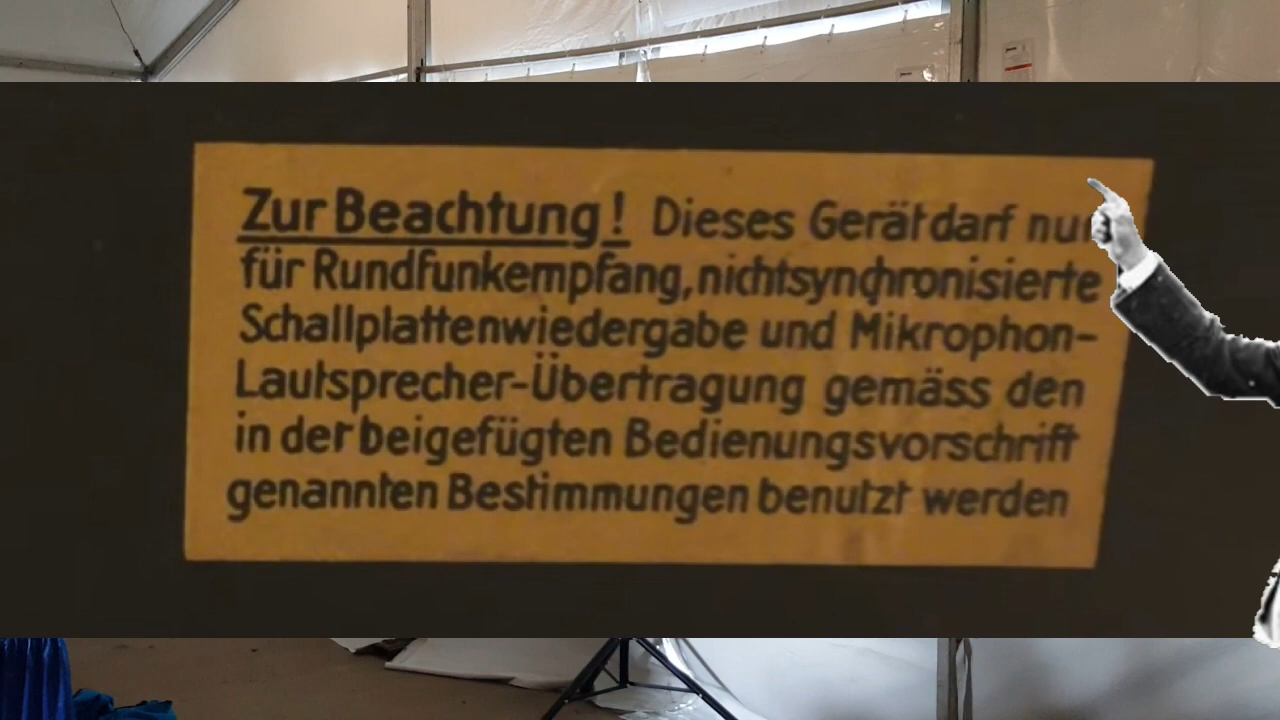 Zur Beachtung! Dieses Gerät darf nur
für Rundfunkempfang, nichtsynchronisierte
Schallplattenwiedergabe und Mikrophon-
Lautsprecher-Übertragung gemäss den
in der beigefügten Bedienungsvorschrift
genannten Bestimmungen benutzt werden